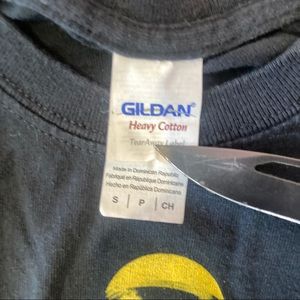 GILDAN®
Heavy Cotton
TearAway Label
Made in Dominican Republic
Fabriqué en République Dominicaine
Hecho en República Dominicana
S P CH